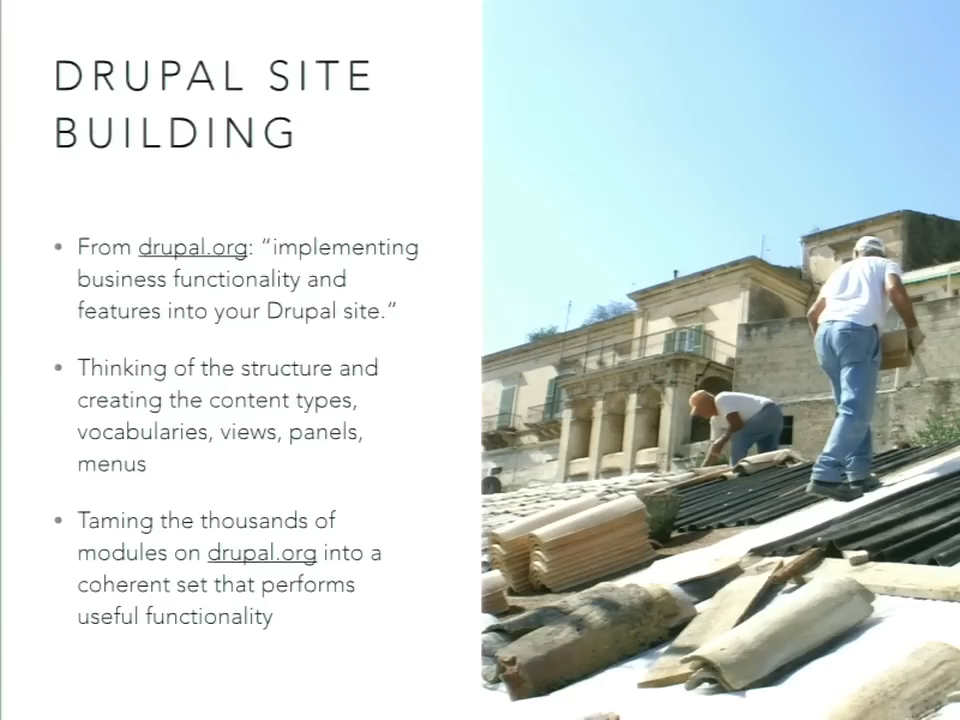 DRUPAL SITE
BUILDING
• From drupal.org: “implementing
business functionality and
features into your Drupal site.”
• Thinking of the structure and
creating the content types,
vocabularies, views, panels,
menus
• Taming the thousands of
modules on drupal.org into a
coherent set that performs
useful functionality